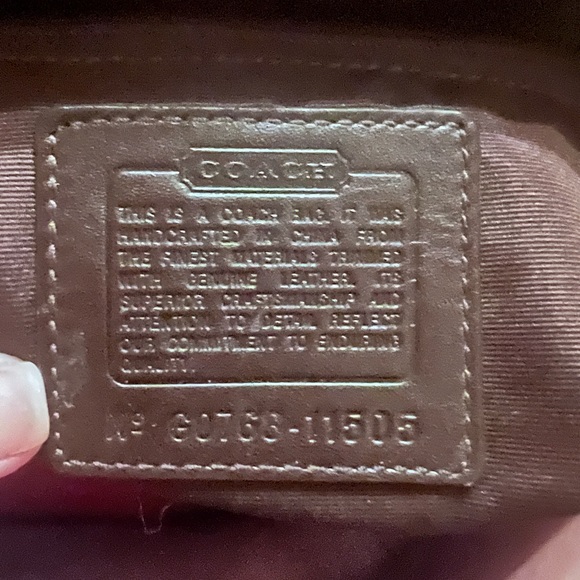 COACH
THIS IS A COACH BAG. IT WAS
HANDCRAFTED IN CHINA FROM
THE FINEST MATERIALS TRIMMED
WITH GENUINE LEATHER. ITS
SUPERIOR CRAFTSMANSHIP AND
ATTENTION TO DETAIL REFLECT
OUR COMMITMENT TO ENDURING
QUALITY.
Nº G0768-11505